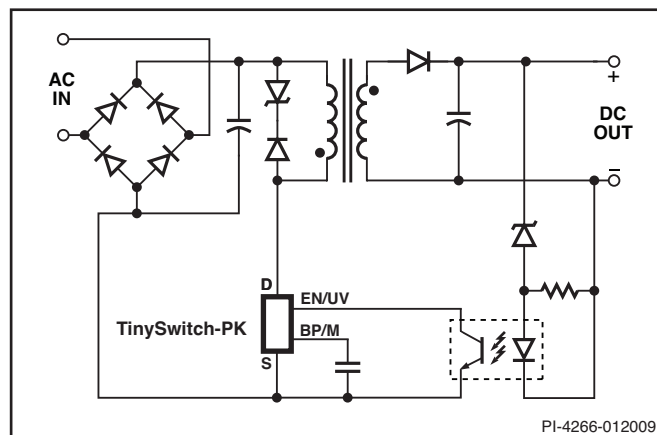 AC
IN
+
DC
OUT
–
D
EN/UV
TinySwitch-PK
BP/M
S
PI-4266-012009